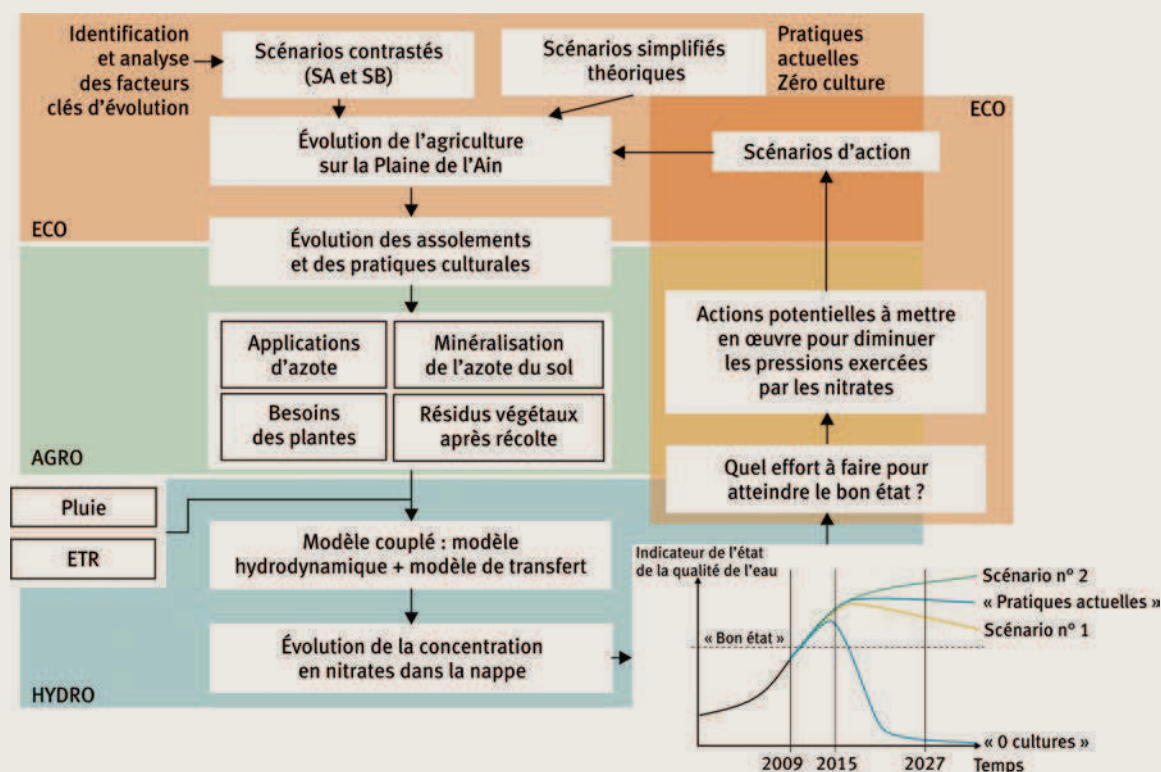 Identification
et analyse
des facteurs
clés d'évolution
Scénarios contrastés
(SA et SB)
Scénarios simplifiés
théoriques
Pratiques
actuelles
Zéro culture
ECO
Évolution de l'agriculture
sur la Plaine de l'Ain
Scénarios d'action
ECO
Évolution des assolements
et des pratiques culturales
Applications
d'azote
Minéralisation
de l'azote du sol
Besoins
des plantes
Résidus végétaux
après récolte
AGRO
Actions potentielles à mettre
en œuvre pour diminuer
les pressions exercées
par les nitrates
Quel effort à faire pour
atteindre le bon état ?
Pluie
ETR
Modèle couplé : modèle
hydrodynamique + modèle de transfert
Évolution de la concentration
en nitrates dans la nappe
HYDRO
Indicateur de l'état
de la qualité de l'eau
Scénario n° 2
« Pratiques actuelles »
Scénario n° 1
« Bon état »
« 0 cultures »
2009 2015 2027 Temps